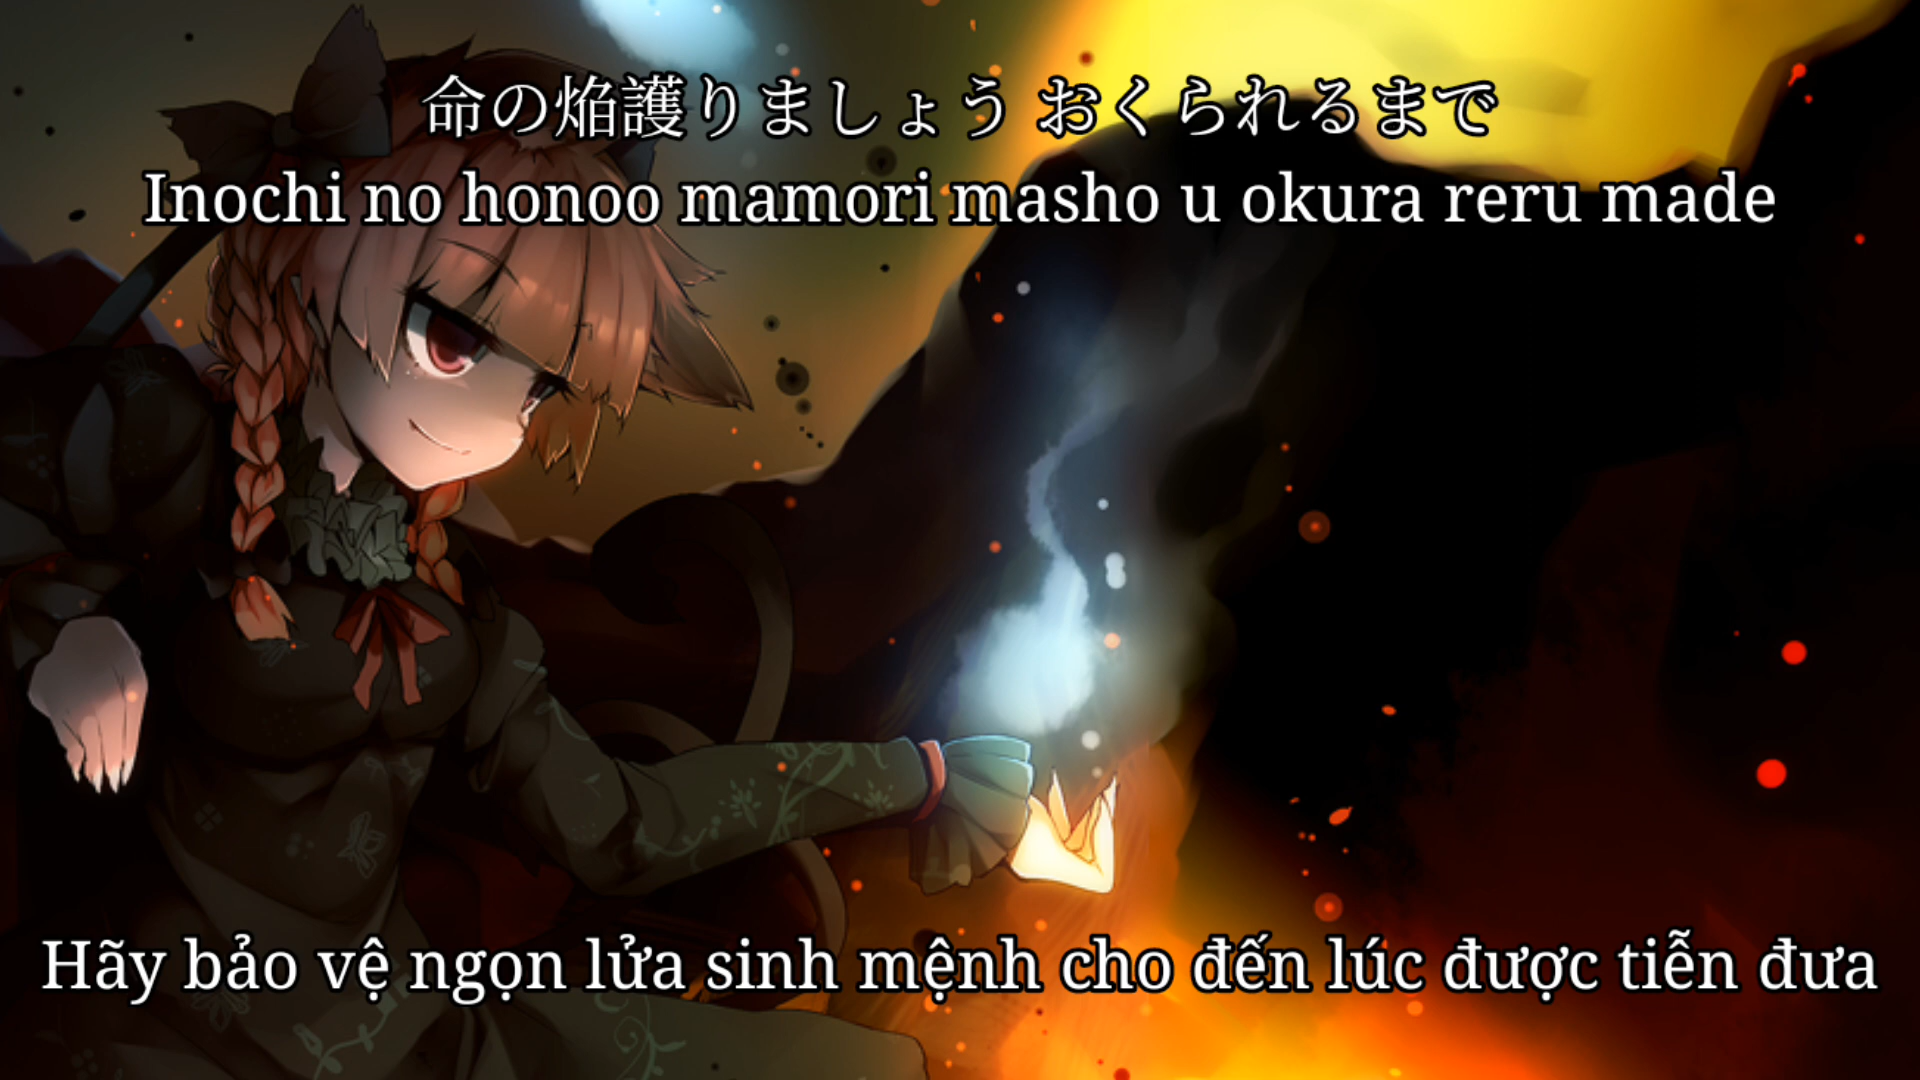 命の焔護りましょう おくられるまで
Inochi no honoo mamori masho u okura reru made
Hãy bảo vệ ngọn lửa sinh mệnh cho đến lúc được tiễn đưa